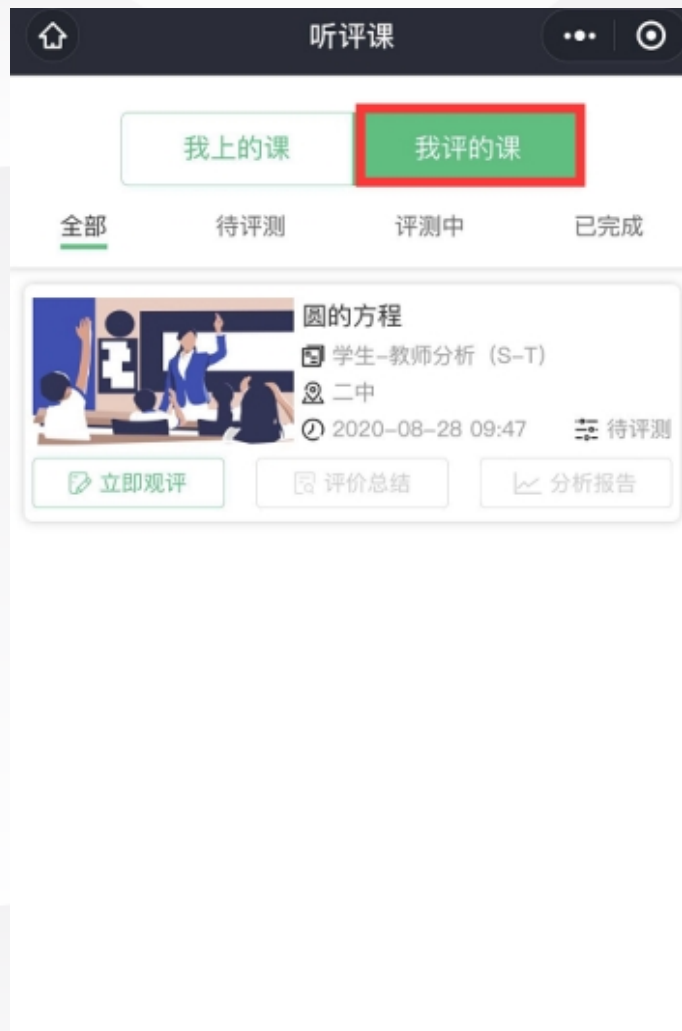 听评课
我上的课 我评的课
全部 待评测 评测中 已完成
圆的方程
学生-教师分析（S-T）
二中
2020-08-28 09:47 待评测
立即观评 评价总结 分析报告